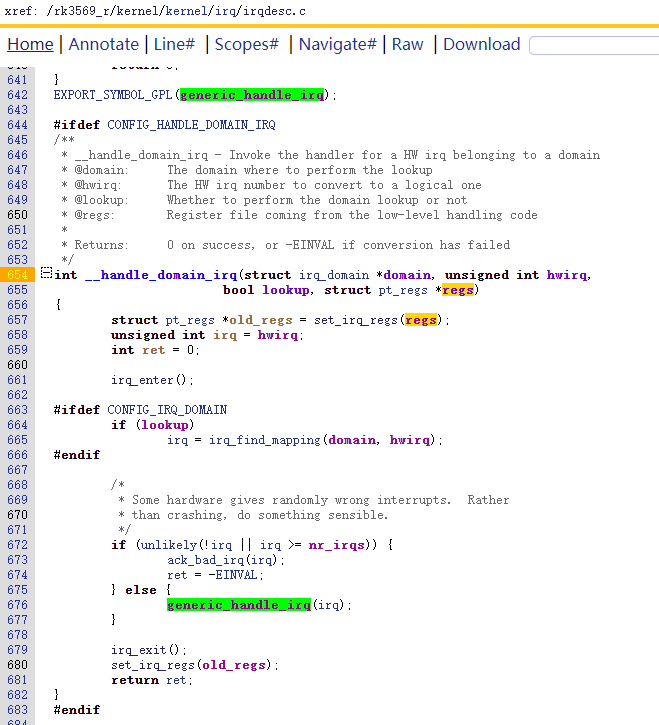 xref: /rk3569_r/kernel/kernel/irq/irqdesc.c
Home | Annotate | Line# | Scopes# | Navigate# | Raw | Download
641 }
642 EXPORT_SYMBOL_GPL(generic_handle_irq);
643
644 #ifdef CONFIG_HANDLE_DOMAIN_IRQ
645 /**
646  * __handle_domain_irq - Invoke the handler for a HW irq belonging to a domain
647  * @domain:	The domain where to perform the lookup
648  * @hwirq:	The HW irq number to convert to a logical one
649  * @lookup:	Whether to perform the domain lookup or not
650  * @regs:	Register file coming from the low-level handling code
651  *
652  * Returns:	0 on success, or -EINVAL if conversion has failed
653  */
654 int __handle_domain_irq(struct irq_domain *domain, unsigned int hwirq,
655 			bool lookup, struct pt_regs *regs)
656 {
657 	struct pt_regs *old_regs = set_irq_regs(regs);
658 	unsigned int irq = hwirq;
659 	int ret = 0;
660
661 	irq_enter();
662
663 #ifdef CONFIG_IRQ_DOMAIN
664 	if (lookup)
665 		irq = irq_find_mapping(domain, hwirq);
666 #endif
667
668 	/*
669 	 * Some hardware gives randomly wrong interrupts.  Rather
670 	 * than crashing, do something sensible.
671 	 */
672 	if (unlikely(!irq || irq >= nr_irqs)) {
673 		ack_bad_irq(irq);
674 		ret = -EINVAL;
675 	} else {
676 		generic_handle_irq(irq);
677 	}
678
679 	irq_exit();
680 	set_irq_regs(old_regs);
681 	return ret;
682 }
683 #endif